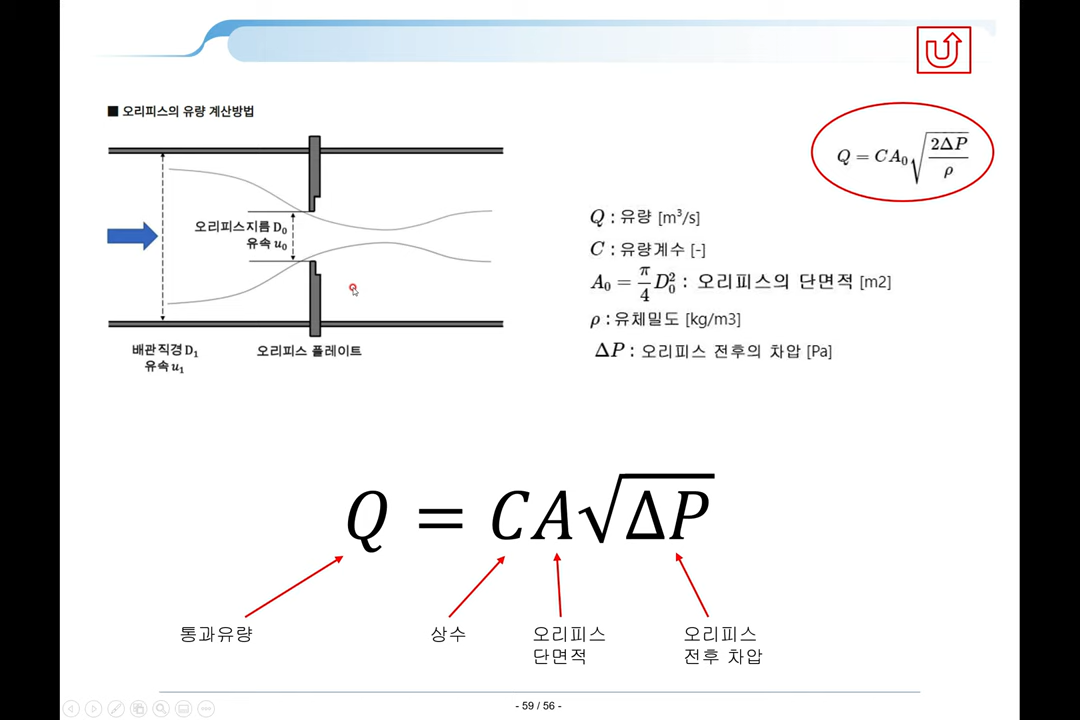 ■ 오리피스의 유량 계산방법
Q = CA₀√(2ΔP/ρ)
오리피스지름 D₀
유속 u₀
배관직경 D₁
유속 u₁
오리피스 플레이트
Q : 유량 [m³/s]
C : 유량계수 [-]
A₀ = π/4 D₀² : 오리피스의 단면적 [m2]
ρ : 유체밀도 [kg/m3]
ΔP : 오리피스 전후의 차압 [Pa]
Q = CA√ΔP
통과유량
상수
오리피스
단면적
오리피스
전후 차압
- 59 / 56 -